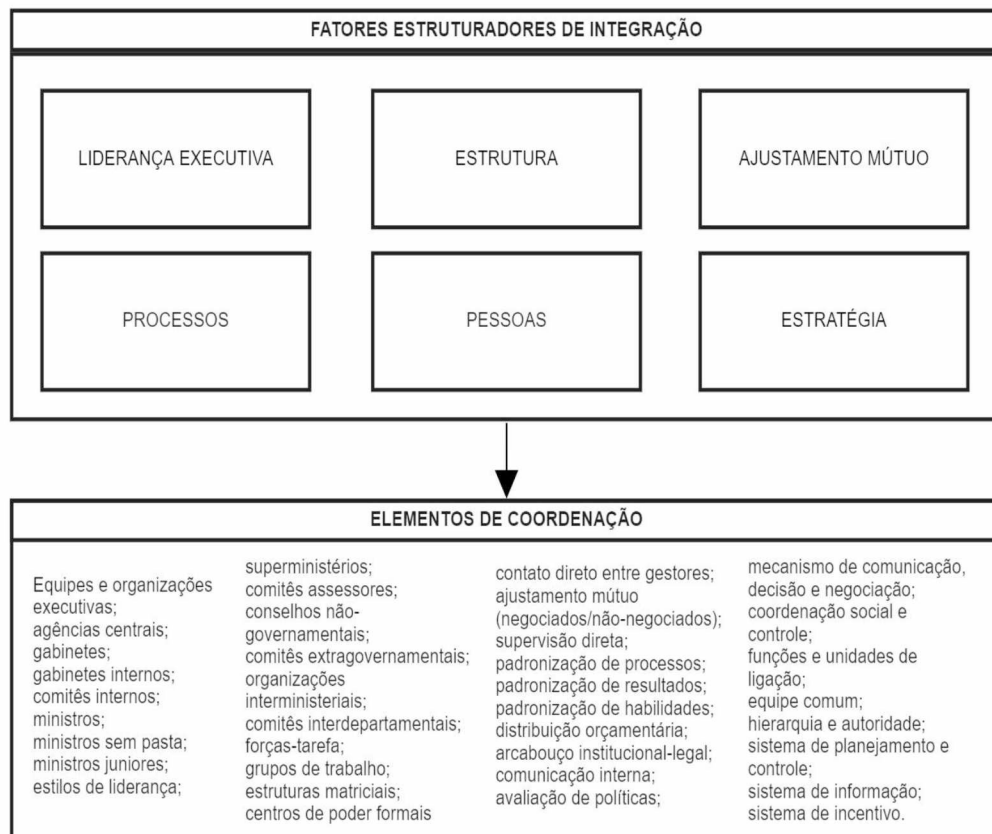 FATORES ESTRUTURADORES DE INTEGRAÇÃO
LIDERANÇA EXECUTIVA
ESTRUTURA
AJUSTAMENTO MÚTUO
PROCESSOS
PESSOAS
ESTRATÉGIA
ELEMENTOS DE COORDENAÇÃO
Equipes e organizações
executivas;
agências centrais;
gabinetes;
gabinetes internos;
comitês internos;
ministros;
ministros sem pasta;
ministros juniores;
estilos de liderança;
superministérios;
comitês assessores;
conselhos não-
governamentais;
comitês extragovernamentais;
organizações
interministeriais;
comitês interdepartamentais;
forças-tarefa;
grupos de trabalho;
estruturas matriciais;
centros de poder formais
contato direto entre gestores;
ajustamento mútuo
(negociados/não-negociados);
supervisão direta;
padronização de processos;
padronização de resultados;
padronização de habilidades;
distribuição orçamentária;
arcabouço institucional-legal;
comunicação interna;
avaliação de políticas;
mecanismo de comunicação,
decisão e negociação;
coordenação social e
controle;
funções e unidades de
ligação;
equipe comum;
hierarquia e autoridade;
sistema de planejamento e
controle;
sistema de informação;
sistema de incentivo.